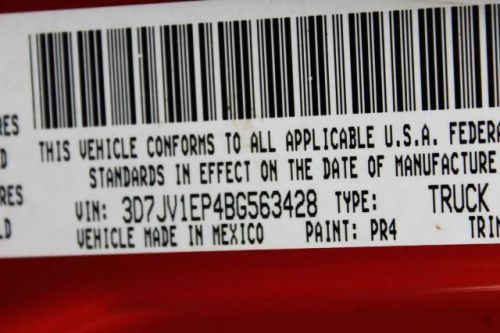 THIS VEHICLE CONFORMS TO ALL APPLICABLE U.S.A. FEDERA
STANDARDS IN EFFECT ON THE DATE OF MANUFACTURE
VIN: 3D7JV1EP4BG563428 TYPE: TRUCK
VEHICLE MADE IN MEXICO PAINT: PR4 TRIM
RES
D
RES
LD